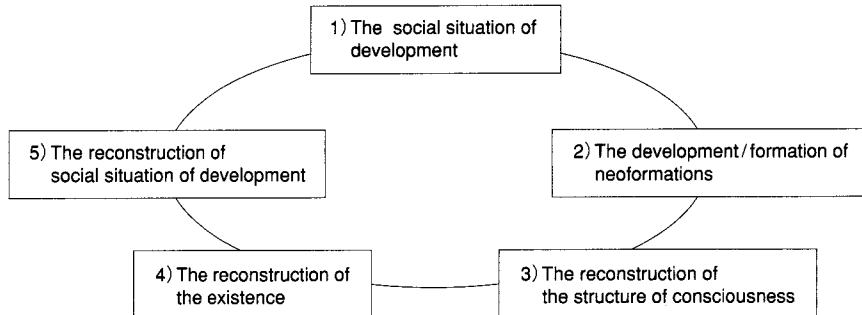 1) The social situation of
development
2) The development/formation of
neoformations
3) The reconstruction of
the structure of consciousness
4) The reconstruction of
the existence
5) The reconstruction of
social situation of development